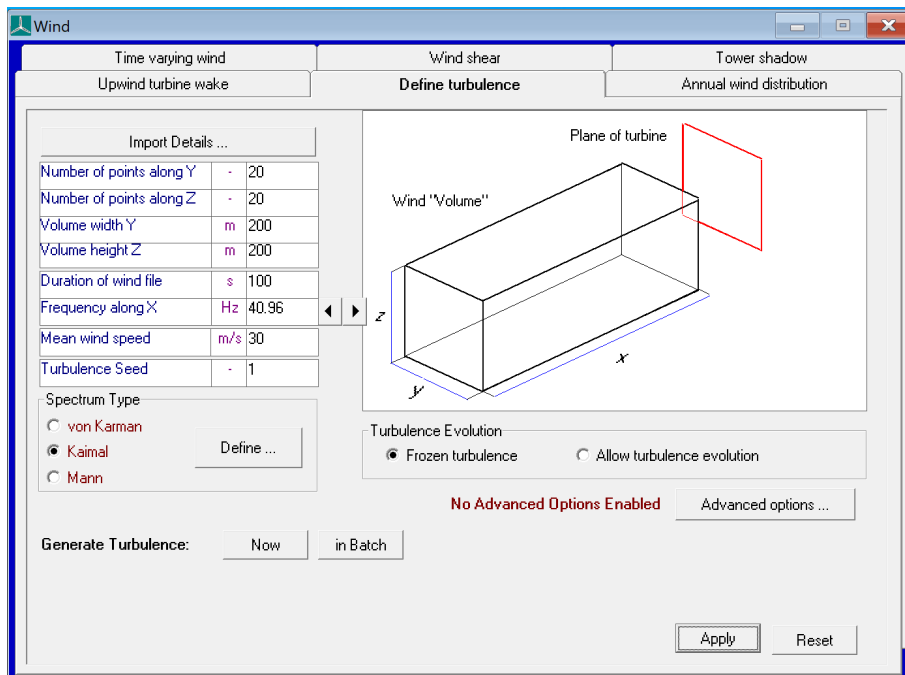 Wind
Time varying wind
Wind shear
Tower shadow
Upwind turbine wake
Define turbulence
Annual wind distribution
Import Details ...
Number of points along Y - 20
Number of points along Z - 20
Volume width Y m 200
Volume height Z m 200
Duration of wind file s 100
Frequency along X Hz 40.96
Mean wind speed m/s 30
Turbulence Seed - 1
Plane of turbine
Wind "Volume"
z
y
x
Spectrum Type
von Karman
Kaimal
Mann
Define ...
Turbulence Evolution
Frozen turbulence
Allow turbulence evolution
No Advanced Options Enabled
Advanced options ...
Generate Turbulence:
Now
in Batch
Apply
Reset